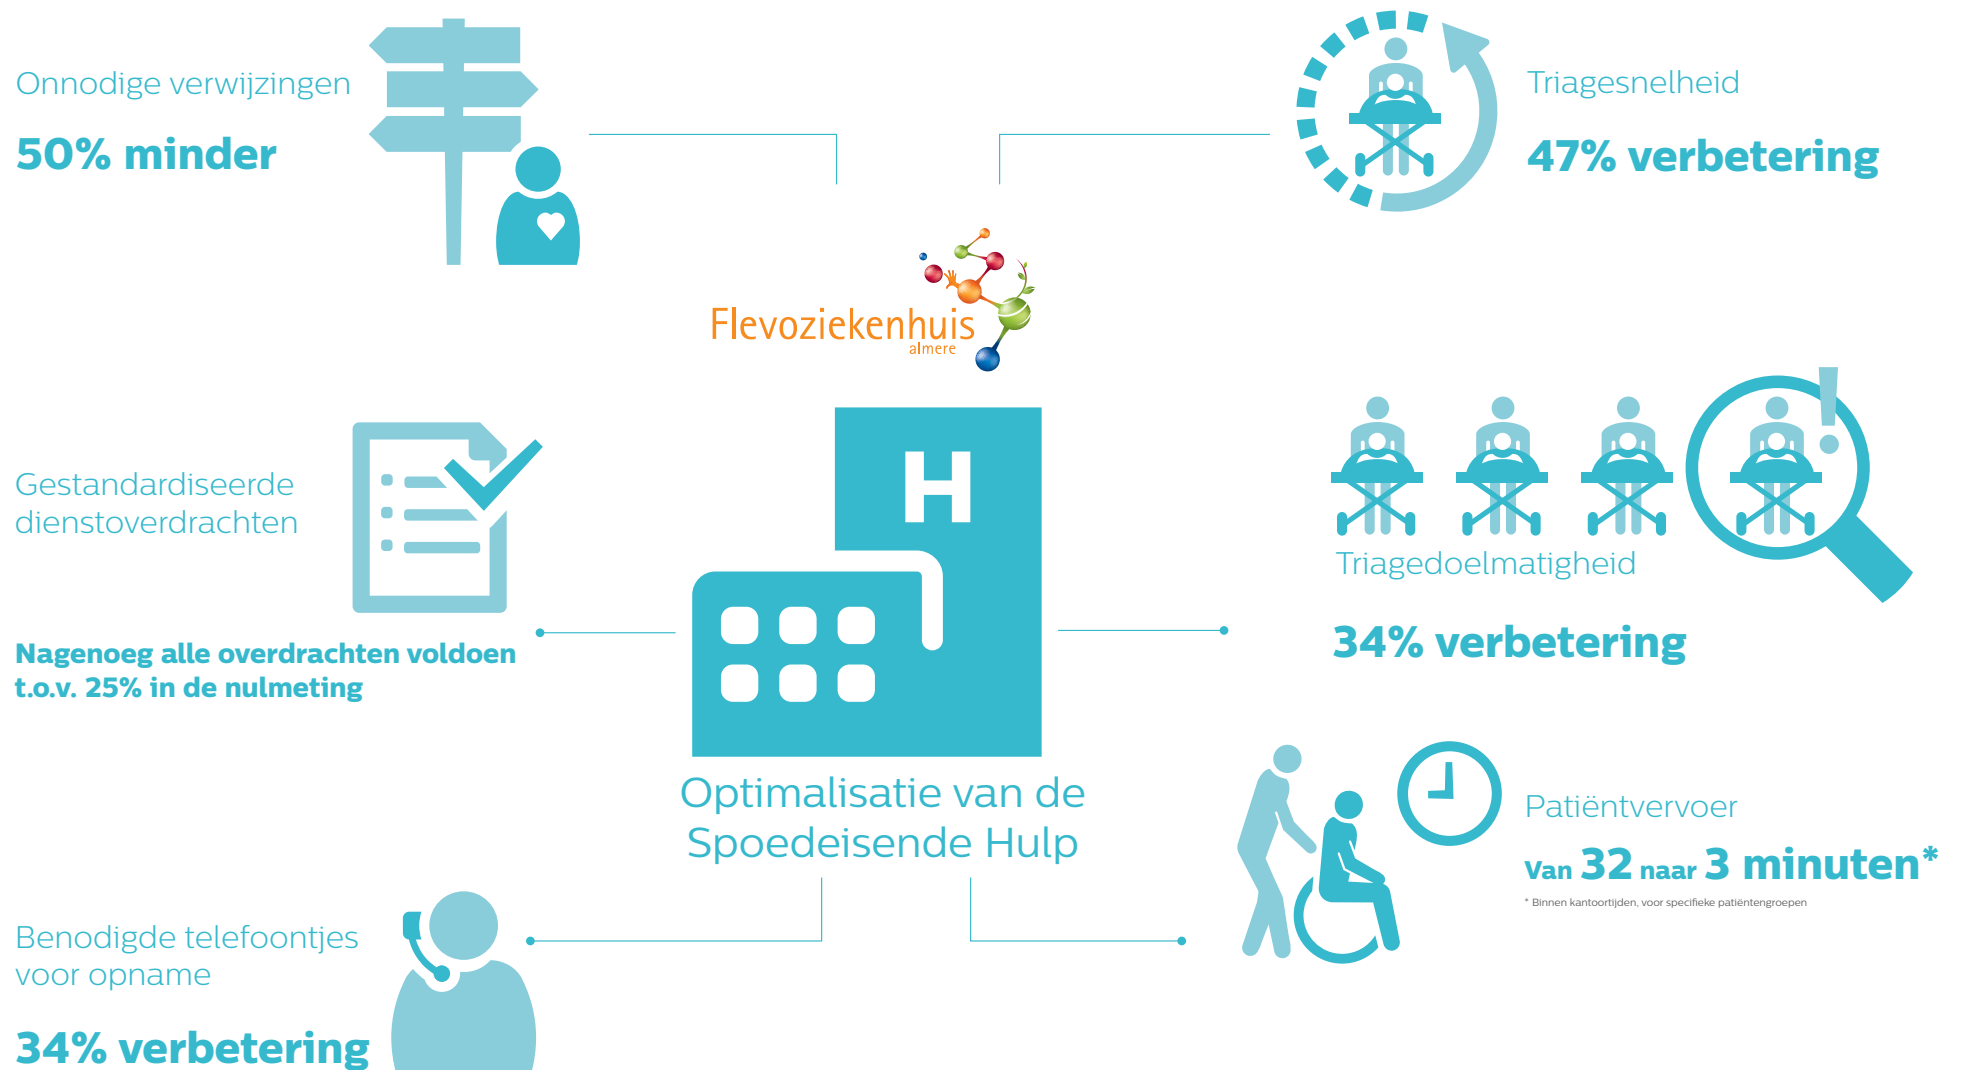 Onnodige verwijzingen
50% minder
Triagesnelheid
47% verbetering
Flevoziekenhuis
almere
Gestandardiseerde
dienstoverdrachten
Nagenoeg alle overdrachten voldoen
t.o.v. 25% in de nulmeting
H
Triagedoelmatigheid
34% verbetering
Optimalisatie van de
Spoedeisende Hulp
Patiëntvervoer
Van 32 naar 3 minuten*
* Binnen kantoortijden, voor specifieke patiëntengroepen
Benodigde telefoontjes
voor opname
34% verbetering